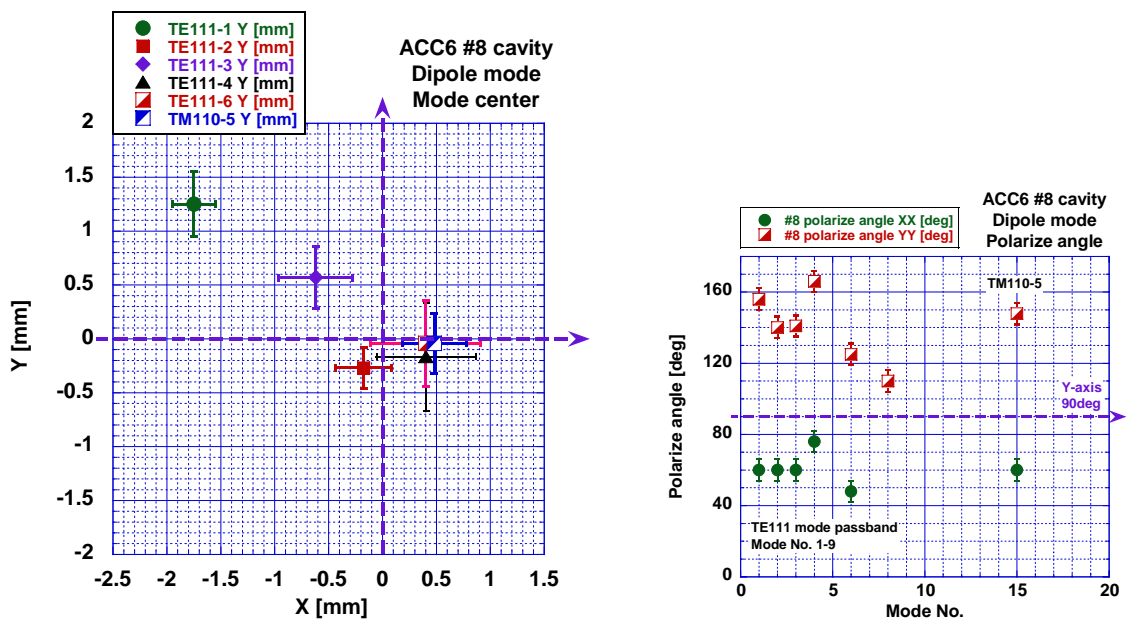 TE111-1 Y [mm]
TE111-2 Y [mm]
TE111-3 Y [mm]
TE111-4 Y [mm]
TE111-6 Y [mm]
TM110-5 Y [mm]
ACC6 #8 cavity
Dipole mode
Mode center
2
1.5
1
0.5
0
-0.5
-1
-1.5
-2
Y [mm]
-2.5
-2
-1.5
-1
-0.5
0
0.5
1
1.5
X [mm]
ACC6 #8 cavity
Dipole mode
Polarize angle
#8 polarize angle XX [deg]
#8 polarize angle YY [deg]
TM110-5
Y-axis
90deg
TE111 mode passband
Mode No. 1-9
160
120
80
40
0
Polarize angle [deg]
0
5
10
15
20
Mode No.